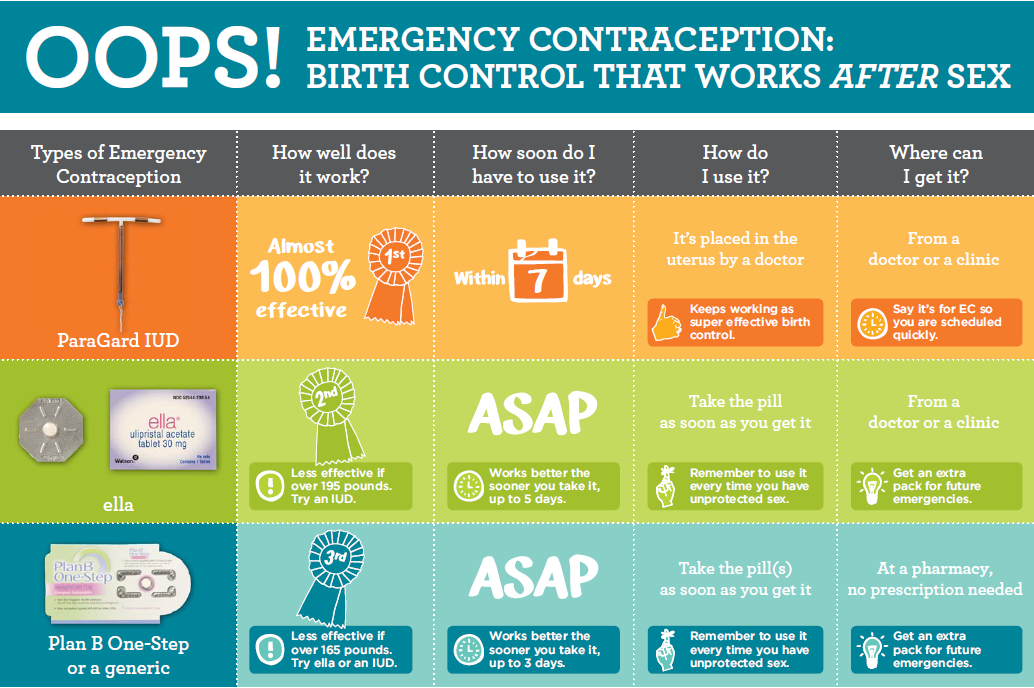 OOPS!
EMERGENCY CONTRACEPTION:
BIRTH CONTROL THAT WORKS AFTER SEX
Types of Emergency
Contraception
How well does
it work?
How soon do I
have to use it?
How do
I use it?
Where can
I get it?
ParaGard IUD
Almost
100%
effective
1st
Within 7 days
It's placed in the
uterus by a doctor
Keeps working as
super effective birth
control.
From a
doctor or a clinic
Say it's for EC so
you are scheduled
quickly.
ella
ulipristal acetate
tablet 30 mg
Watson
Rx only
Contains 1 Tablet
ella
2nd
Less effective if
over 195 pounds.
Try an IUD.
ASAP
Works better the
sooner you take it,
up to 5 days.
Take the pill
as soon as you get it
Remember to use it
every time you have
unprotected sex.
From a
doctor or a clinic
Get an extra
pack for future
emergencies.
Plan B
One-Step
Plan B One-Step
or a generic
3rd
Less effective if
over 165 pounds.
Try ella or an IUD.
ASAP
Works better the
sooner you take it,
up to 3 days.
Take the pill(s)
as soon as you get it
Remember to use it
every time you have
unprotected sex.
At a pharmacy,
no prescription needed
Get an extra
pack for future
emergencies.